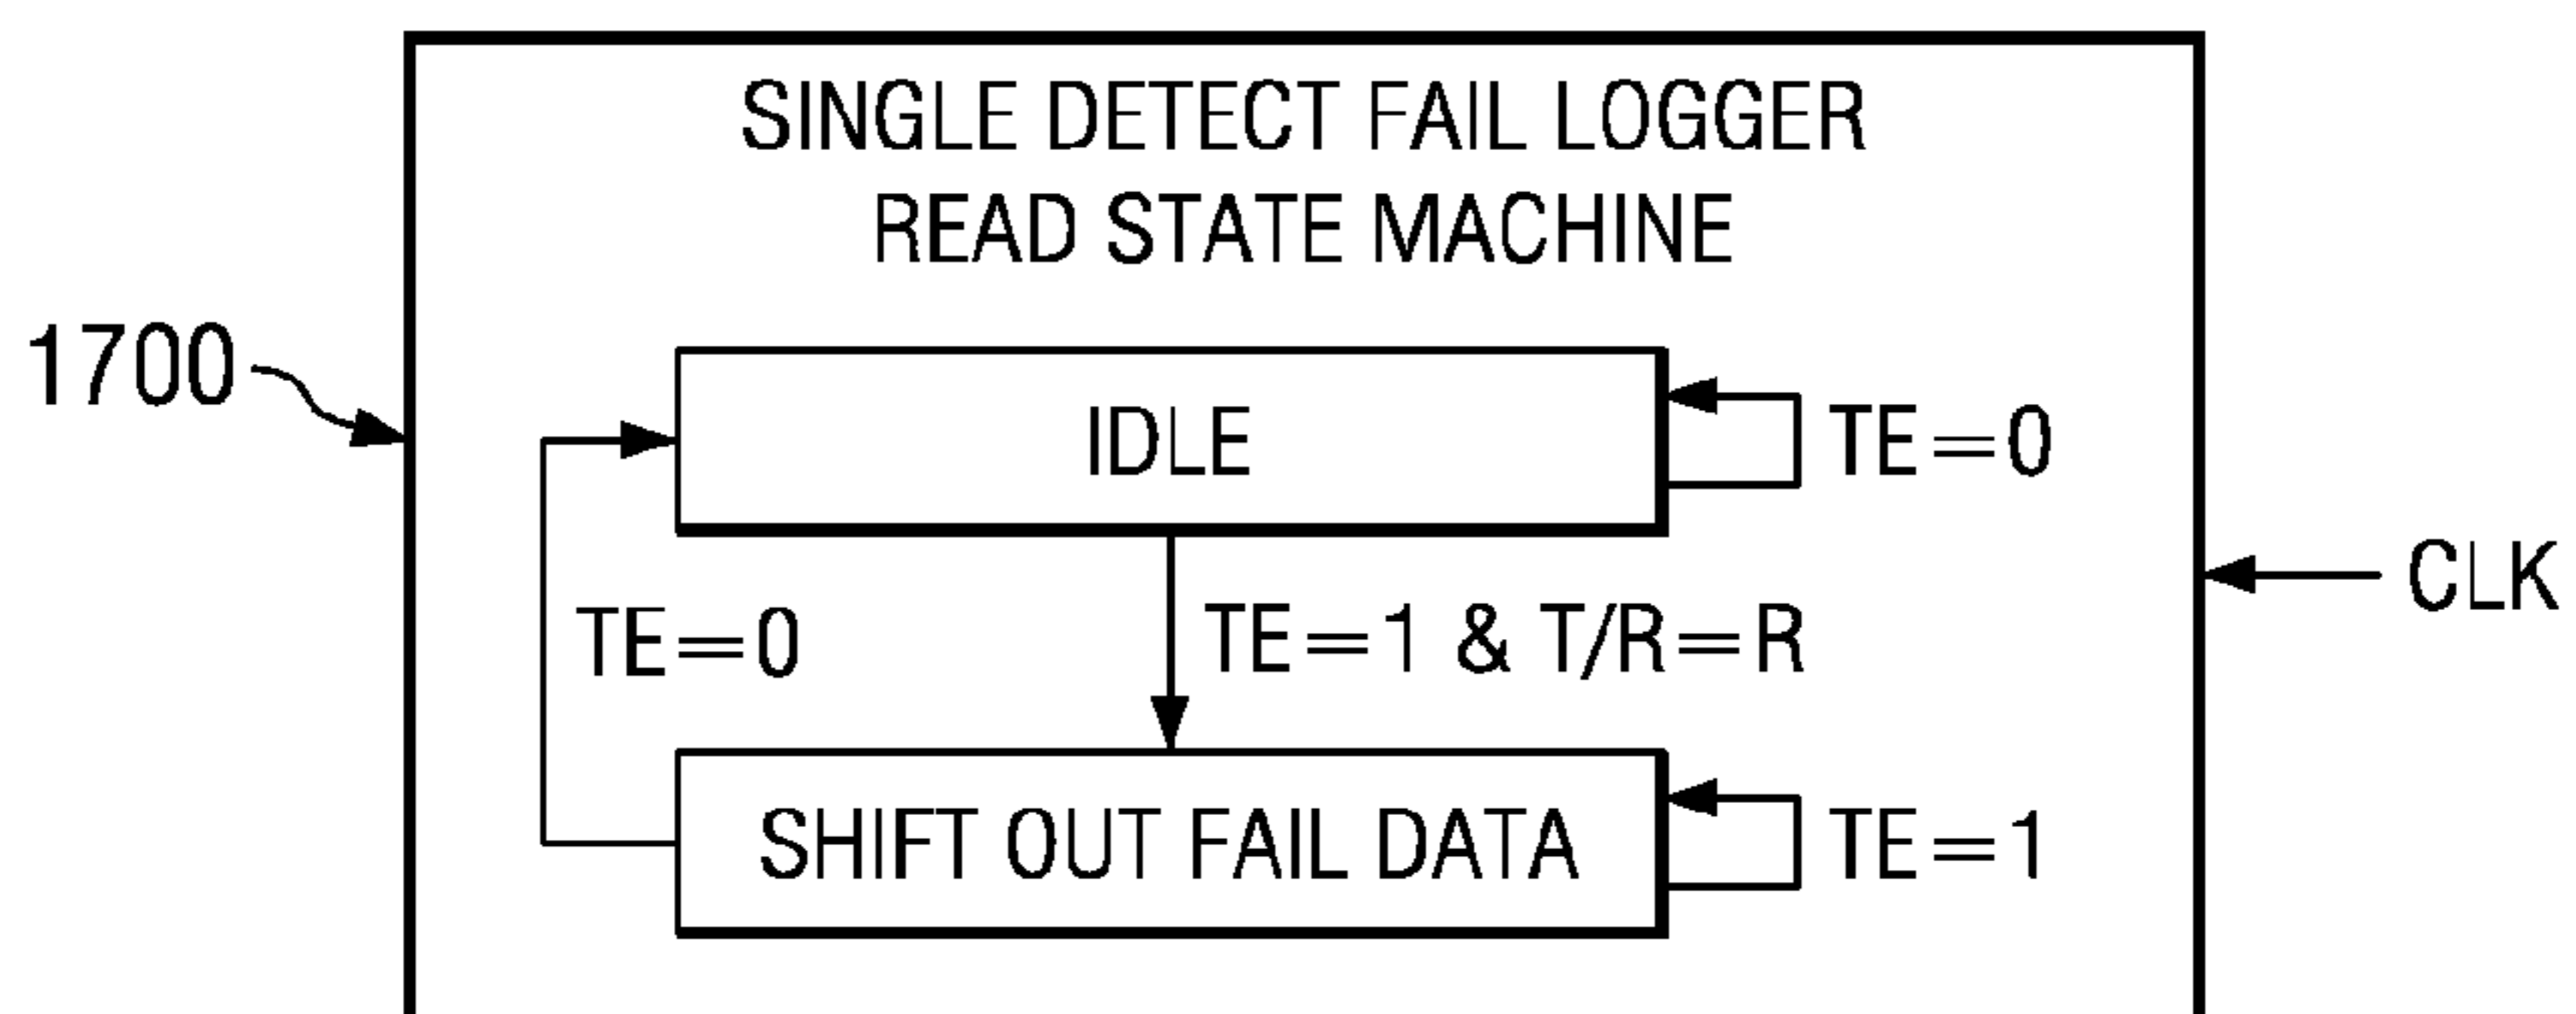 SINGLE DETECT FAIL LOGGER
READ STATE MACHINE
1700
IDLE
TE=0
CLK
TE=0
TE=1 & T/R=R
SHIFT OUT FAIL DATA
TE=1